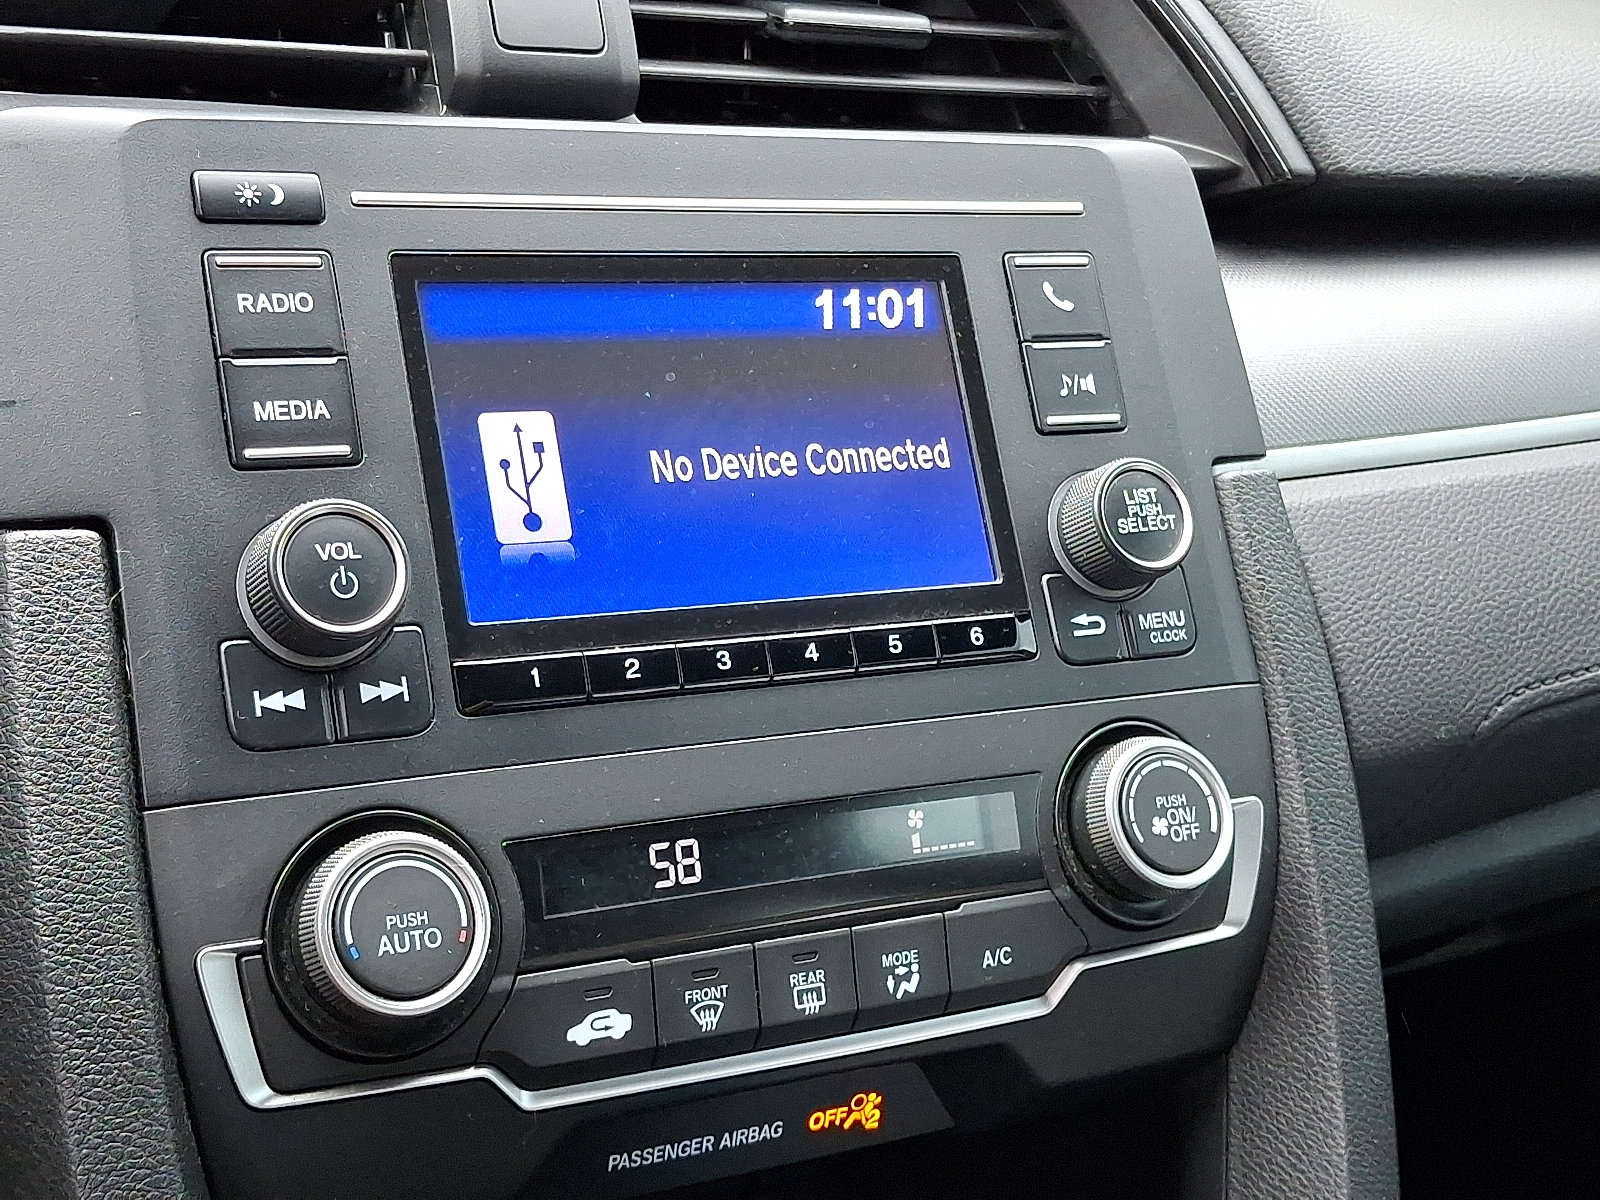 RADIO
MEDIA
VOL
11:01
No Device Connected
LIST
PUSH
SELECT
MENU
CLOCK
1 2 3 4 5 6
PUSH
AUTO
58
PUSH
ON/
OFF
FRONT
REAR
MODE
A/C
PASSENGER AIRBAG
OFF 2